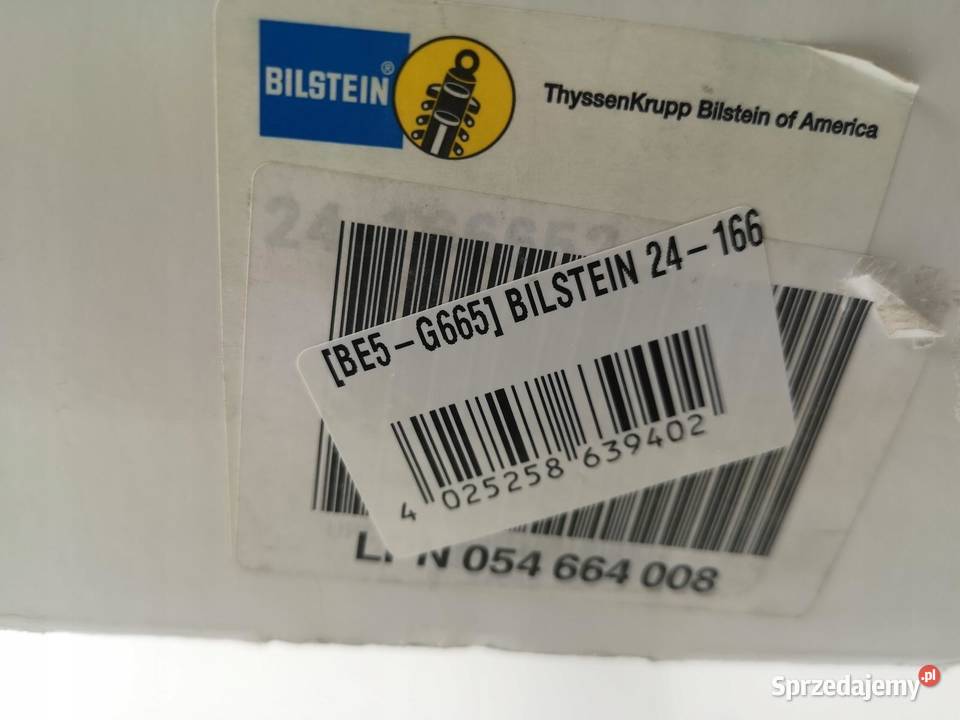 BILSTEIN®
ThyssenKrupp Bilstein of America
[BE5-G665] BILSTEIN 24-166
4 025258 639402
054 664 008
Sprzedajemy.pl